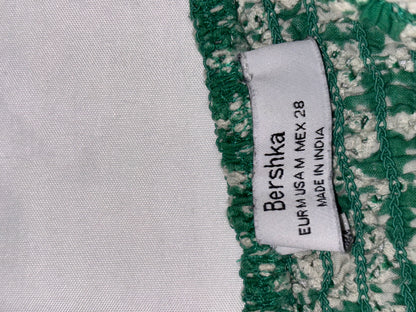 Bershka
EUR M USA M MEX 28
MADE IN INDIA